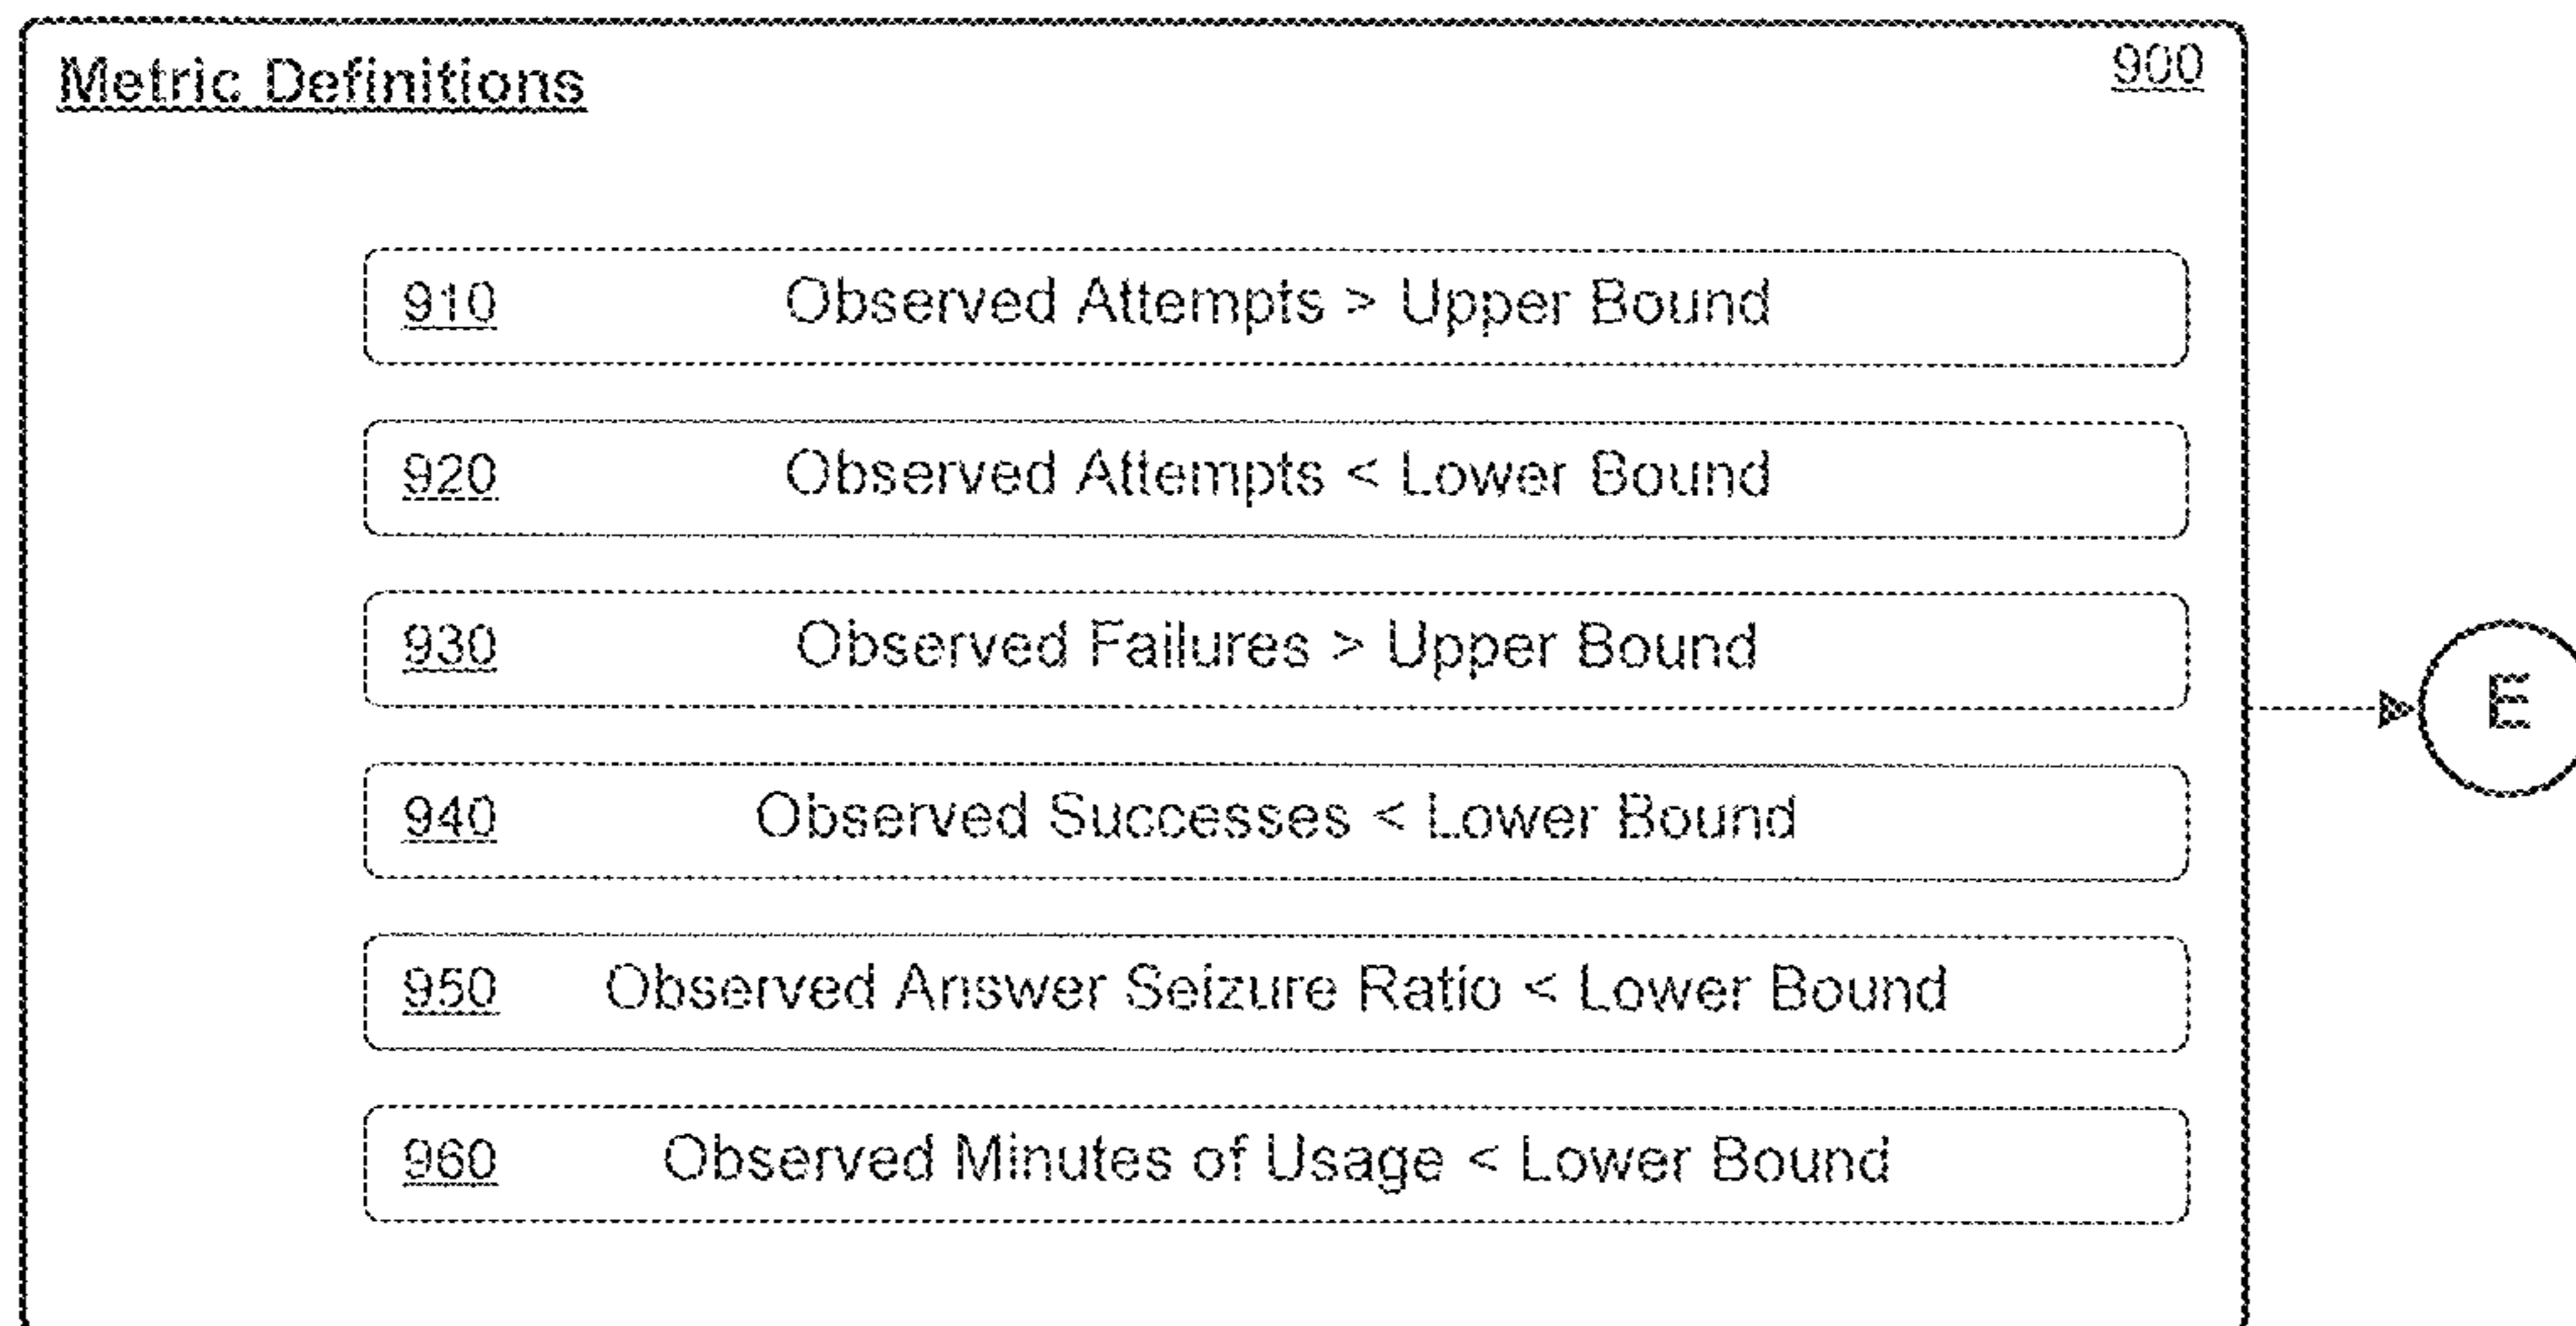 Metric Definitions 900
910 Observed Attempts > Upper Bound
920 Observed Attempts < Lower Bound
930 Observed Failures > Upper Bound
E
940 Observed Successes < Lower Bound
950 Observed Answer Seizure Ratio < Lower Bound
960 Observed Minutes of Usage < Lower Bound